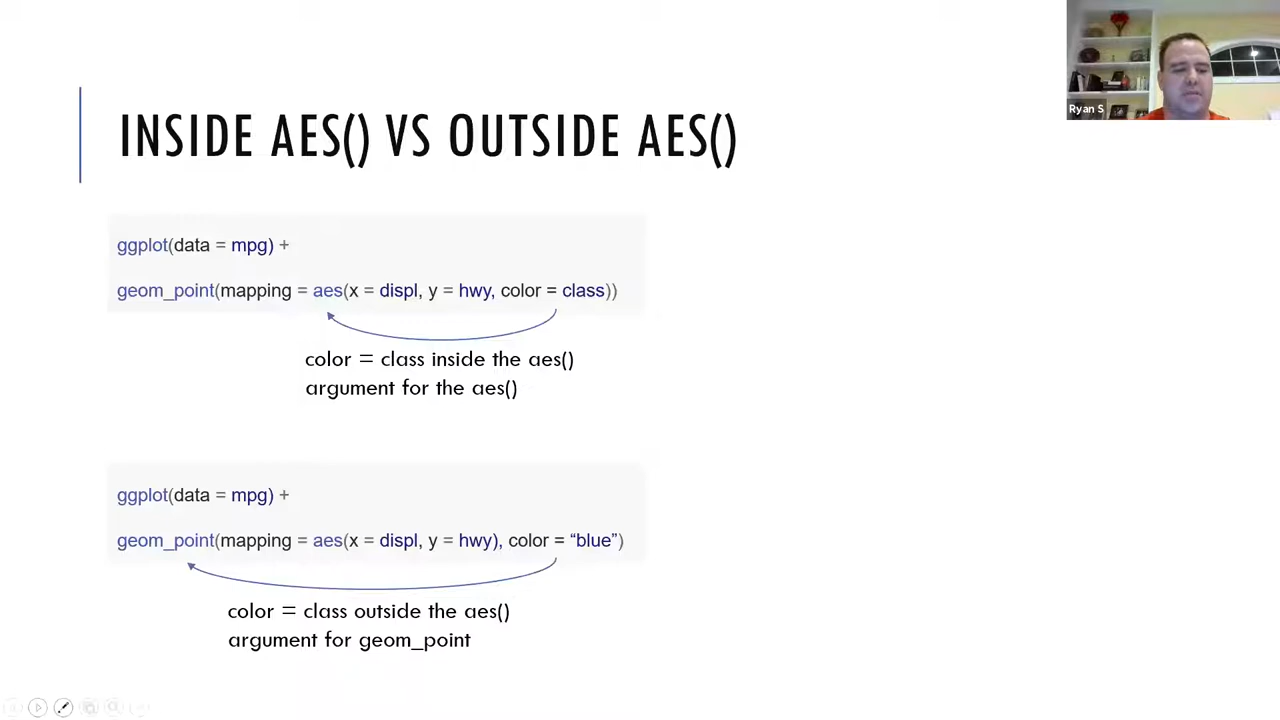 INSIDE AES() VS OUTSIDE AES()
Ryan S
ggplot(data = mpg) +
geom_point(mapping = aes(x = displ, y = hwy, color = class))
color = class inside the aes()
argument for the aes()
ggplot(data = mpg) +
geom_point(mapping = aes(x = displ, y = hwy), color = “blue”)
color = class outside the aes()
argument for geom_point